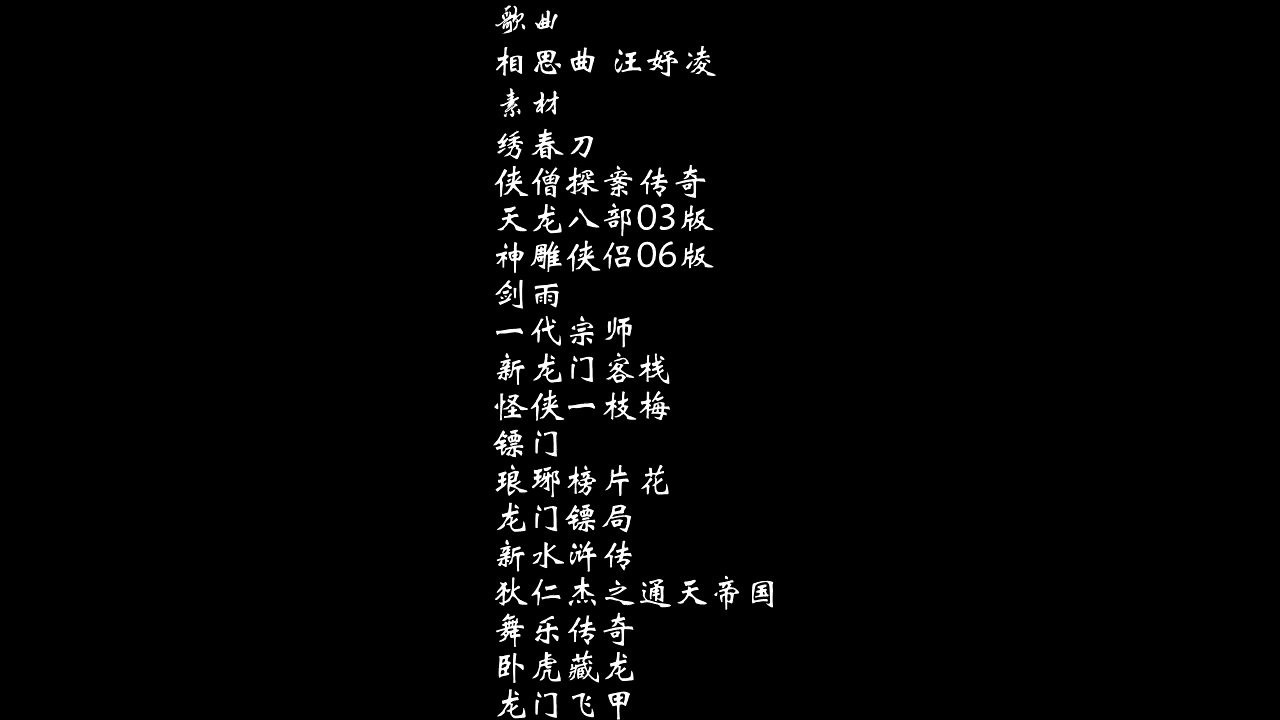 歌曲
相思曲 汪妤凌
素材
绣春刀
侠僧探案传奇
天龙八部03版
神雕侠侣06版
剑雨
一代宗师
新龙门客栈
怪侠一枝梅
镖门
琅琊榜片花
龙门镖局
新水浒传
狄仁杰之通天帝国
舞乐传奇
卧虎藏龙
龙门飞甲